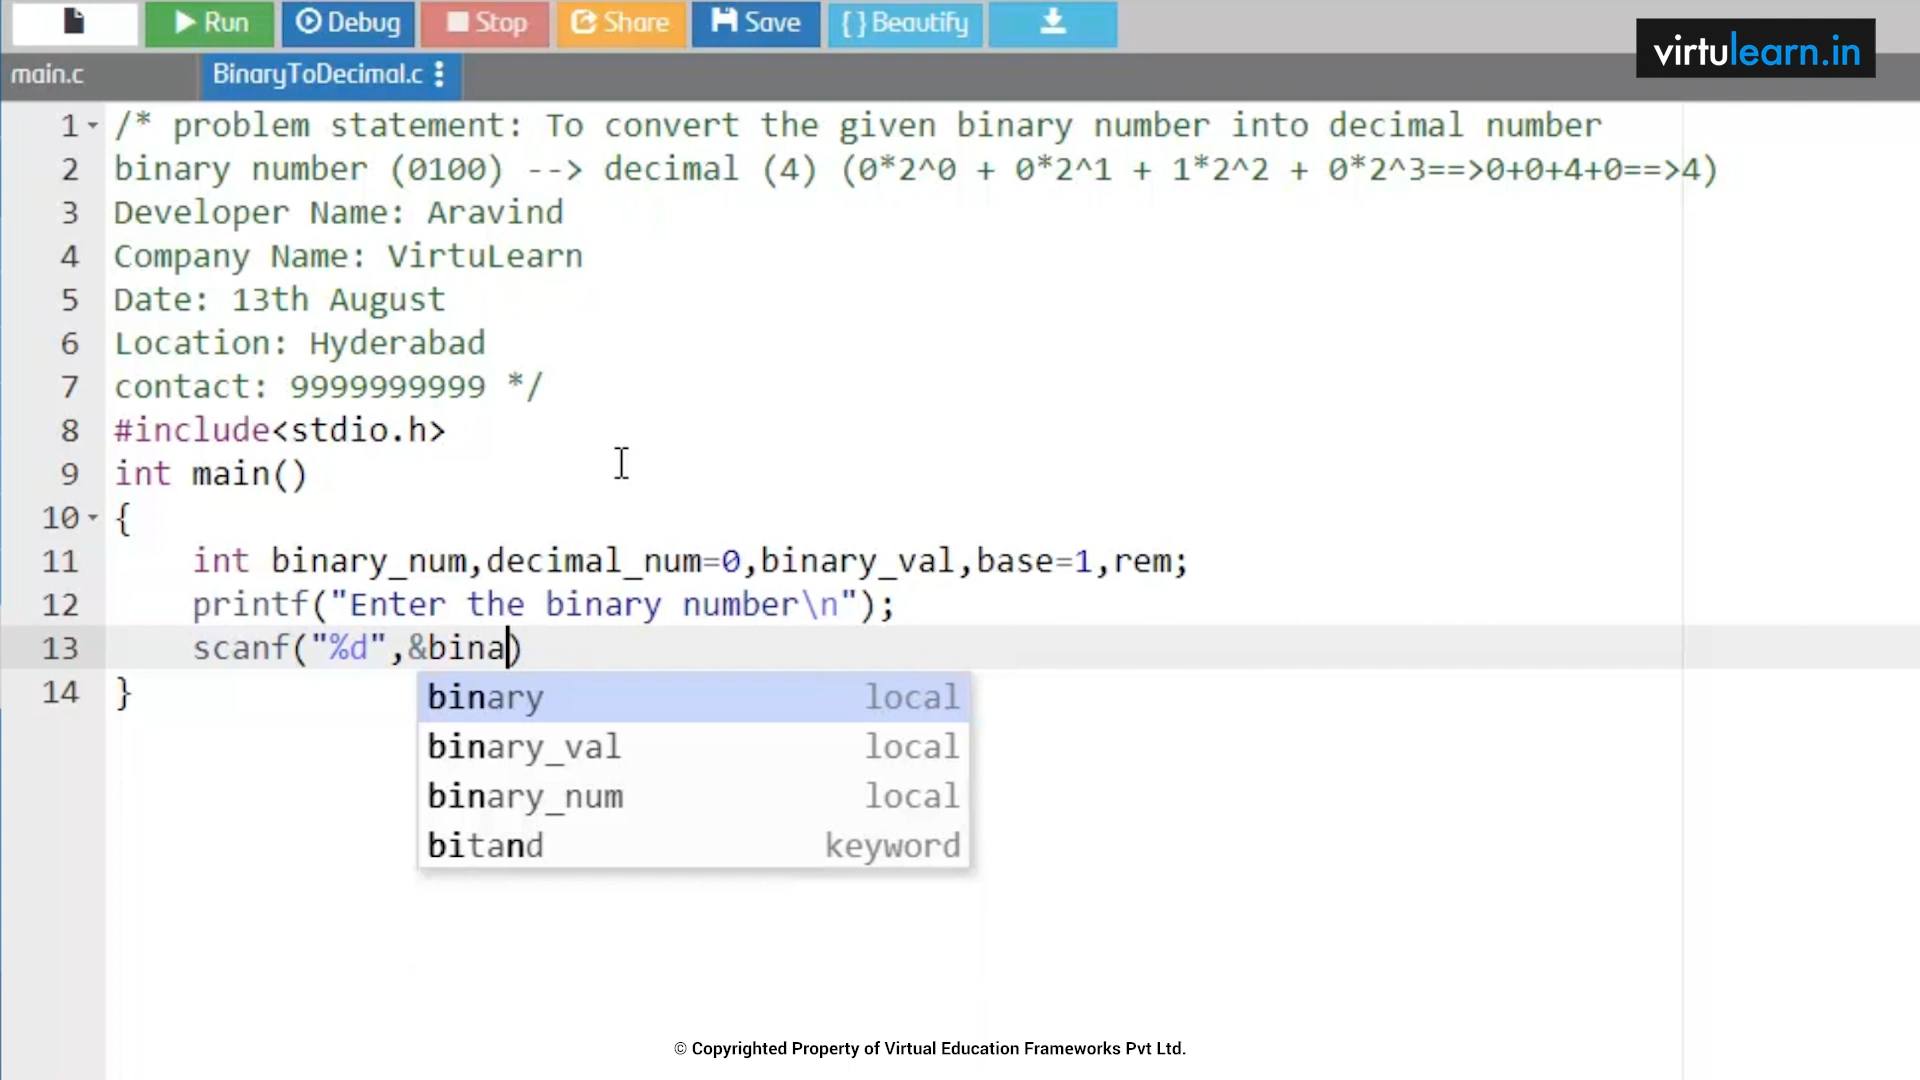 Run Debug Stop Share Save { } Beautify
virtulearn.in
main.c BinaryToDecimal.c
1 /* problem statement: To convert the given binary number into decimal number
2 binary number (0100) --> decimal (4) (0*2^0 + 0*2^1 + 1*2^2 + 0*2^3==>0+0+4+0==>4)
3 Developer Name: Aravind
4 Company Name: VirtuLearn
5 Date: 13th August
6 Location: Hyderabad
7 contact: 9999999999 */
8 #include<stdio.h>
9 int main()
10 {
11 int binary_num,decimal_num=0,binary_val,base=1,rem;
12 printf("Enter the binary number\n");
13 scanf("%d",&bina)
14 }
binary local
binary_val local
binary_num local
bitand keyword
© Copyrighted Property of Virtual Education Frameworks Pvt Ltd.